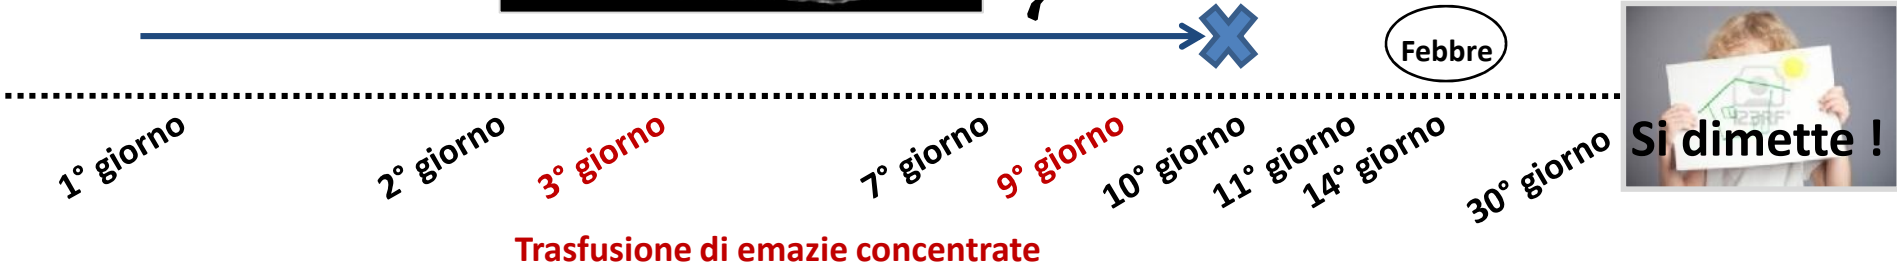 Febbre
1° giorno
2° giorno
3° giorno
7° giorno
9° giorno
10° giorno
11° giorno
14° giorno
30° giorno
Si dimette !
123RF
Trasfusione di emazie concentrate